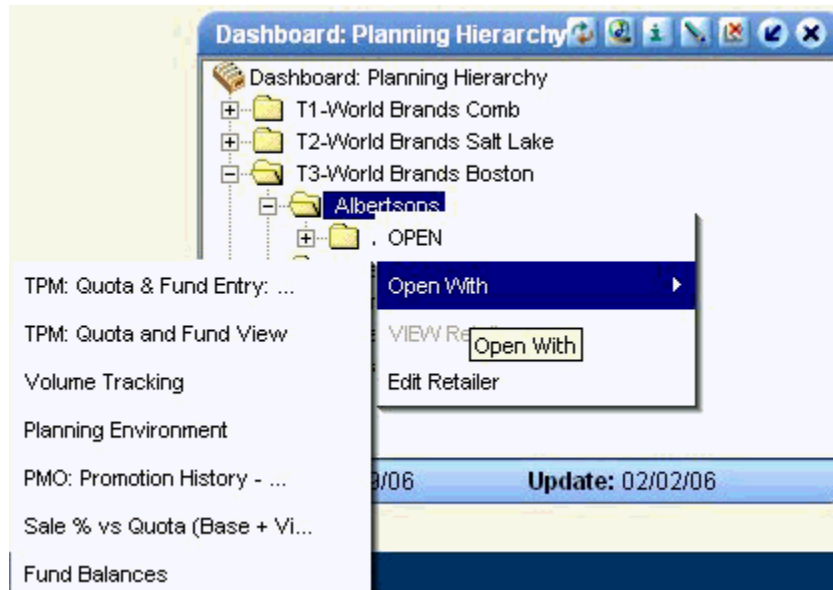 Dashboard: Planning Hierarchy
Dashboard: Planning Hierarchy
T1-World Brands Comb
T2-World Brands Salt Lake
T3-World Brands Boston
Albertsons
OPEN
Open With
VIEW
Open With
Edit Retailer
TPM: Quota & Fund Entry: ...
TPM: Quota and Fund View
Volume Tracking
Planning Environment
PMO: Promotion History - ...
Sale % vs Quota (Base + Vi...
Fund Balances
/06
Update: 02/02/06